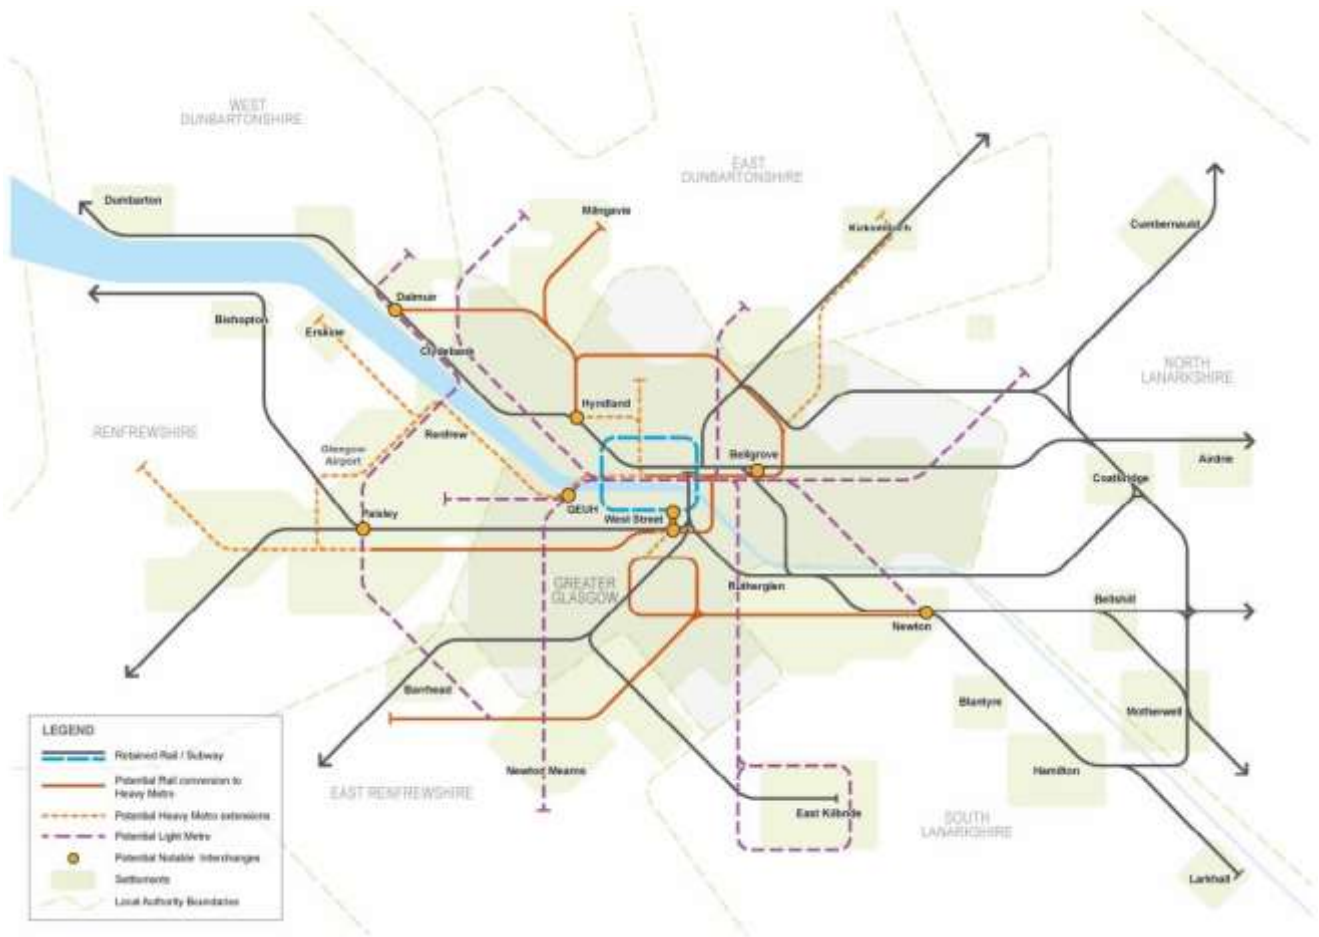 WEST
DUNBARTONSHIRE
EAST
DUNBARTONSHIRE
Dumbarton
Milngavie
Kirkintilloch
Cumbernauld
Dalmuir
Bishopton
Erskine
Clydebank
NORTH
LANARKSHIRE
Hyndland
RENFREWSHIRE
Renfrew
Glasgow
Airport
Bellgrove
Airdrie
Coatbridge
QEUH
Paisley
West Street
GREATER
GLASGOW
Rutherglen
Bellshill
Newton
Barrhead
Blantyre
Motherwell
Newton Mearns
Hamilton
EAST RENFREWSHIRE
East Kilbride
SOUTH
LANARKSHIRE
Larkhall
LEGEND
Retained Rail / Subway
Potential Rail conversion to
Heavy Metro
Potential Heavy Metro extensions
Potential Light Metro
Potential Notable Interchanges
Settlements
Local Authority Boundaries